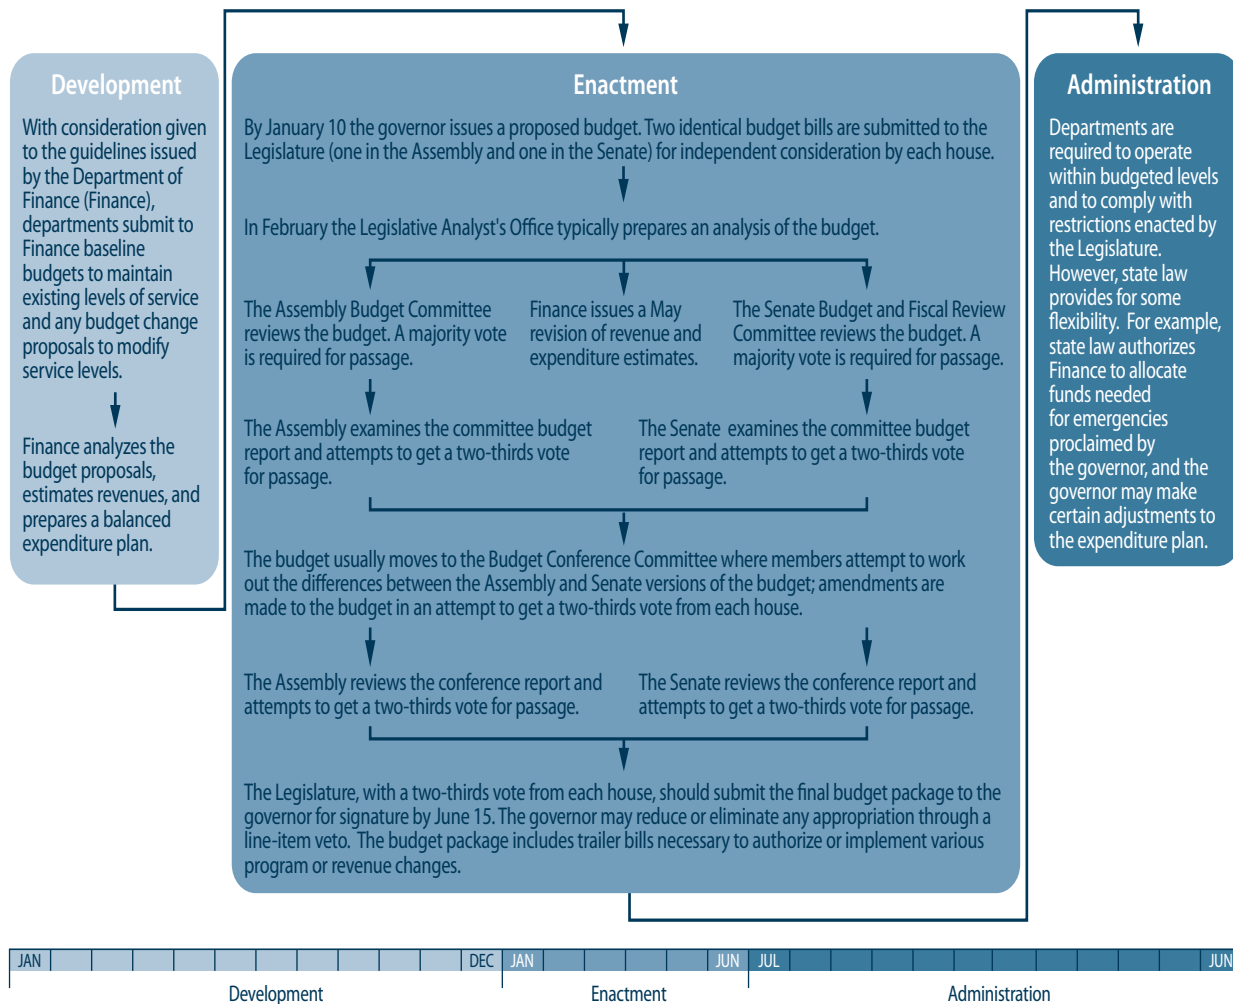 Development
With consideration given
to the guidelines issued
by the Department of
Finance (Finance),
departments submit to
Finance baseline
budgets to maintain
existing levels of service
and any budget change
proposals to modify
service levels.
Finance analyzes the
budget proposals,
estimates revenues, and
prepares a balanced
expenditure plan.
Enactment
By January 10 the governor issues a proposed budget. Two identical budget bills are submitted to the
Legislature (one in the Assembly and one in the Senate) for independent consideration by each house.
In February the Legislative Analyst's Office typically prepares an analysis of the budget.
The Assembly Budget Committee
reviews the budget. A majority vote
is required for passage.
Finance issues a May
revision of revenue and
expenditure estimates.
The Senate Budget and Fiscal Review
Committee reviews the budget. A
majority vote is required for passage.
The Assembly examines the committee budget
report and attempts to get a two-thirds vote
for passage.
The Senate examines the committee budget
report and attempts to get a two-thirds vote
for passage.
The budget usually moves to the Budget Conference Committee where members attempt to work
out the differences between the Assembly and Senate versions of the budget; amendments are
made to the budget in an attempt to get a two-thirds vote from each house.
The Assembly reviews the conference report and
attempts to get a two-thirds vote for passage.
The Senate reviews the conference report and
attempts to get a two-thirds vote for passage.
The Legislature, with a two-thirds vote from each house, should submit the final budget package to the
governor for signature by June 15. The governor may reduce or eliminate any appropriation through a
line-item veto. The budget package includes trailer bills necessary to authorize or implement various
program or revenue changes.
Administration
Departments are
required to operate
within budgeted levels
and to comply with
restrictions enacted by
the Legislature.
However, state law
provides for some
flexibility. For example,
state law authorizes
Finance to allocate
funds needed
for emergencies
proclaimed by
the governor, and the
governor may make
certain adjustments to
the expenditure plan.
JAN DEC JAN JUN JUL JUN
Development Enactment Administration